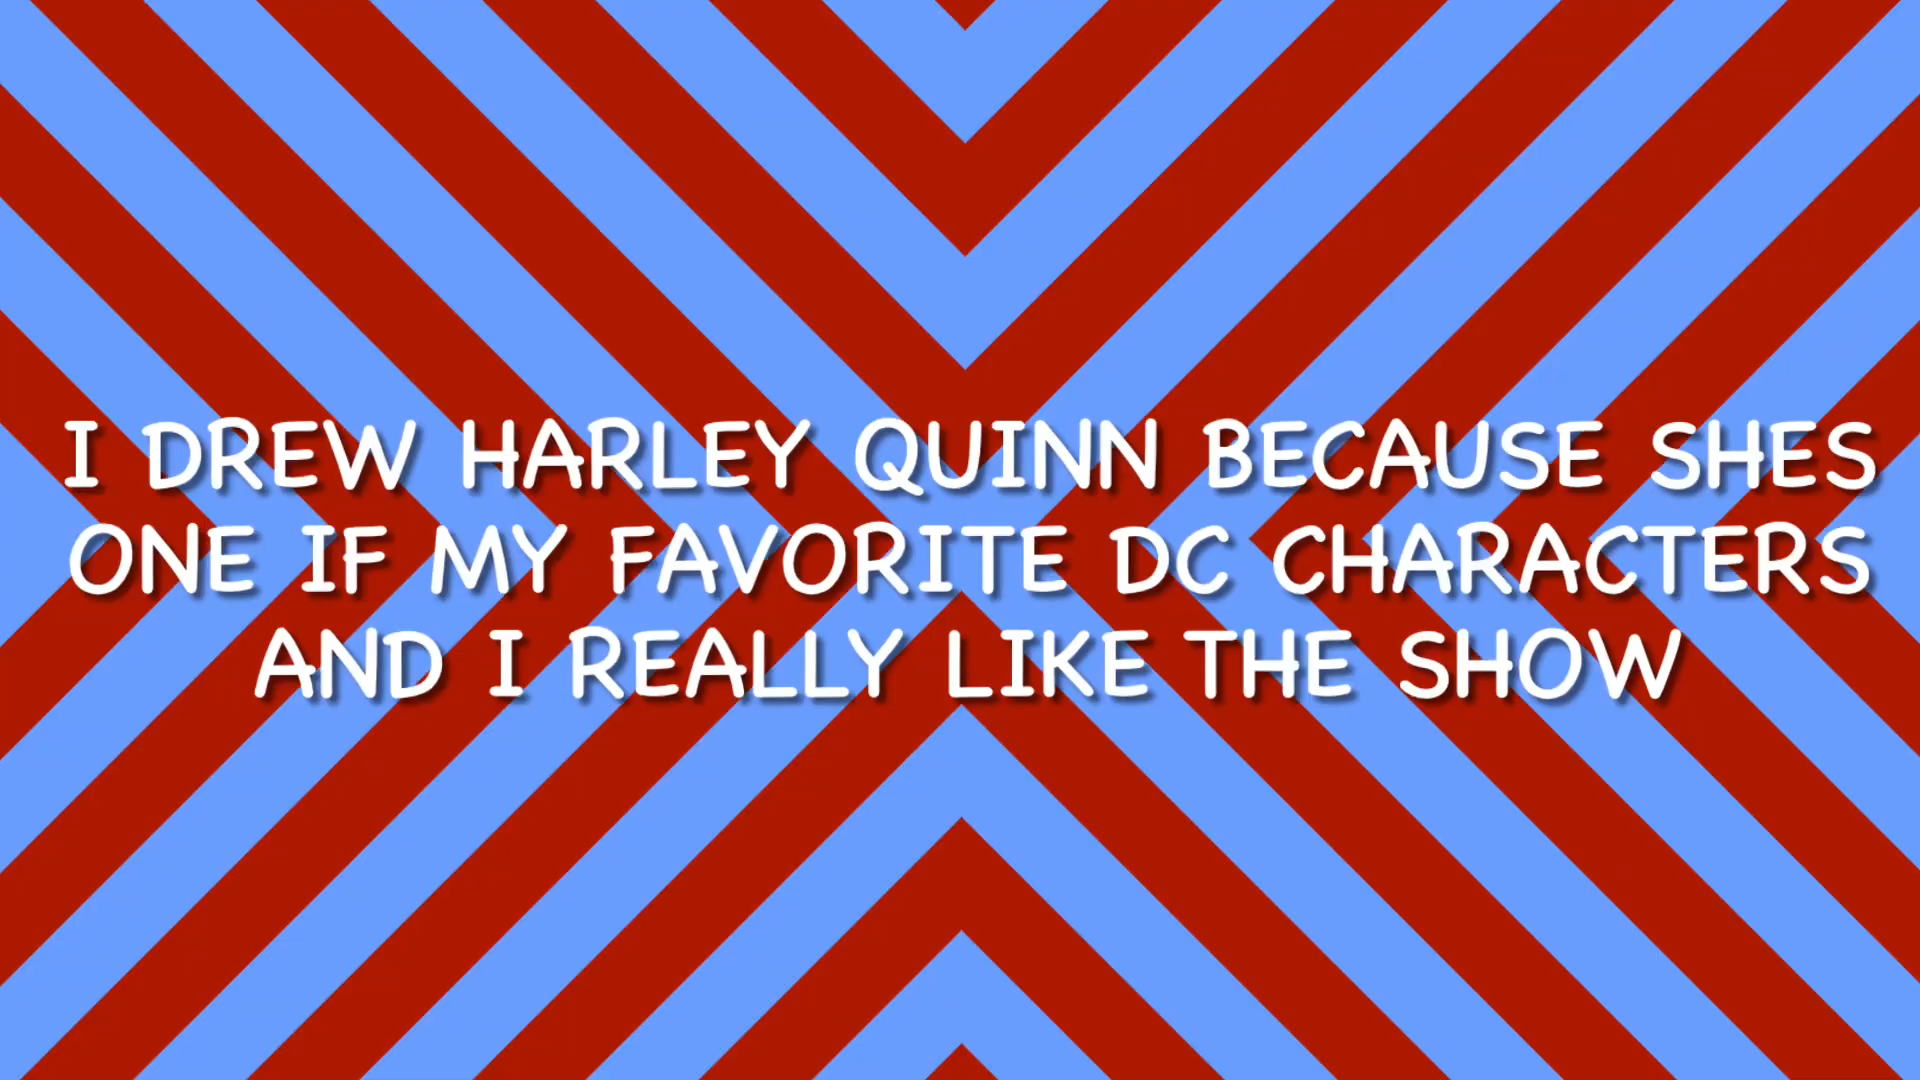 I DREW HARLEY QUINN BECAUSE SHES
ONE IF MY FAVORITE DC CHARACTERS
AND I REALLY LIKE THE SHOW